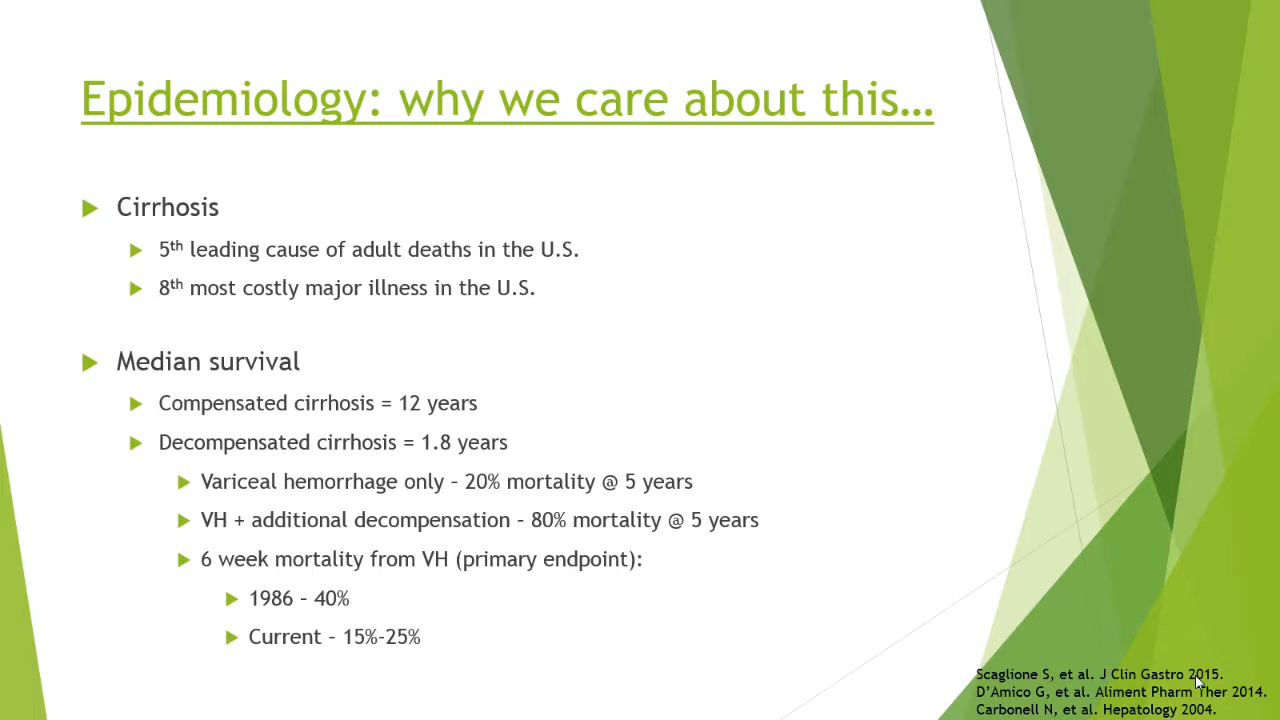 Epidemiology: why we care about this…
Cirrhosis
5th leading cause of adult deaths in the U.S.
8th most costly major illness in the U.S.
Median survival
Compensated cirrhosis = 12 years
Decompensated cirrhosis = 1.8 years
Variceal hemorrhage only – 20% mortality @ 5 years
VH + additional decompensation – 80% mortality @ 5 years
6 week mortality from VH (primary endpoint):
1986 – 40%
Current – 15%-25%
Scaglione S, et al. J Clin Gastro 2015.
D’Amico G, et al. Aliment Pharm Ther 2014.
Carbonell N, et al. Hepatology 2004.